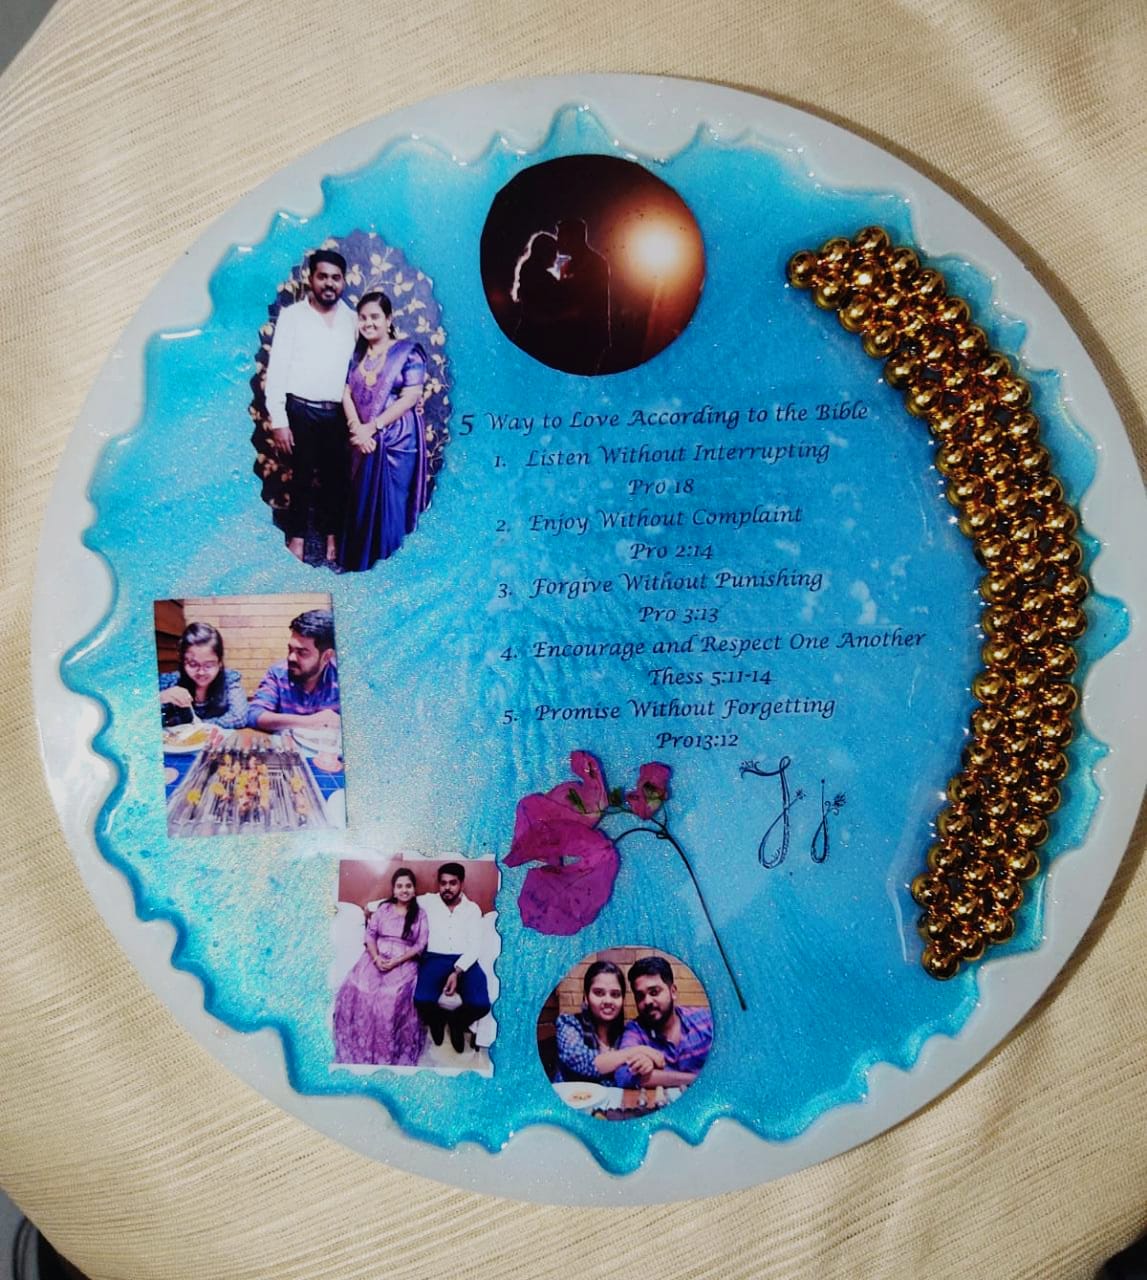 5 Way to Love According to the Bible
1. Listen Without Interrupting
Pro 18
2. Enjoy Without Complaint
Pro 2:14
3. Forgive Without Punishing
Pro 3:13
4. Encourage and Respect One Another
Thess 5:11-14
5. Promise Without Forgetting
Pro13:12
J j